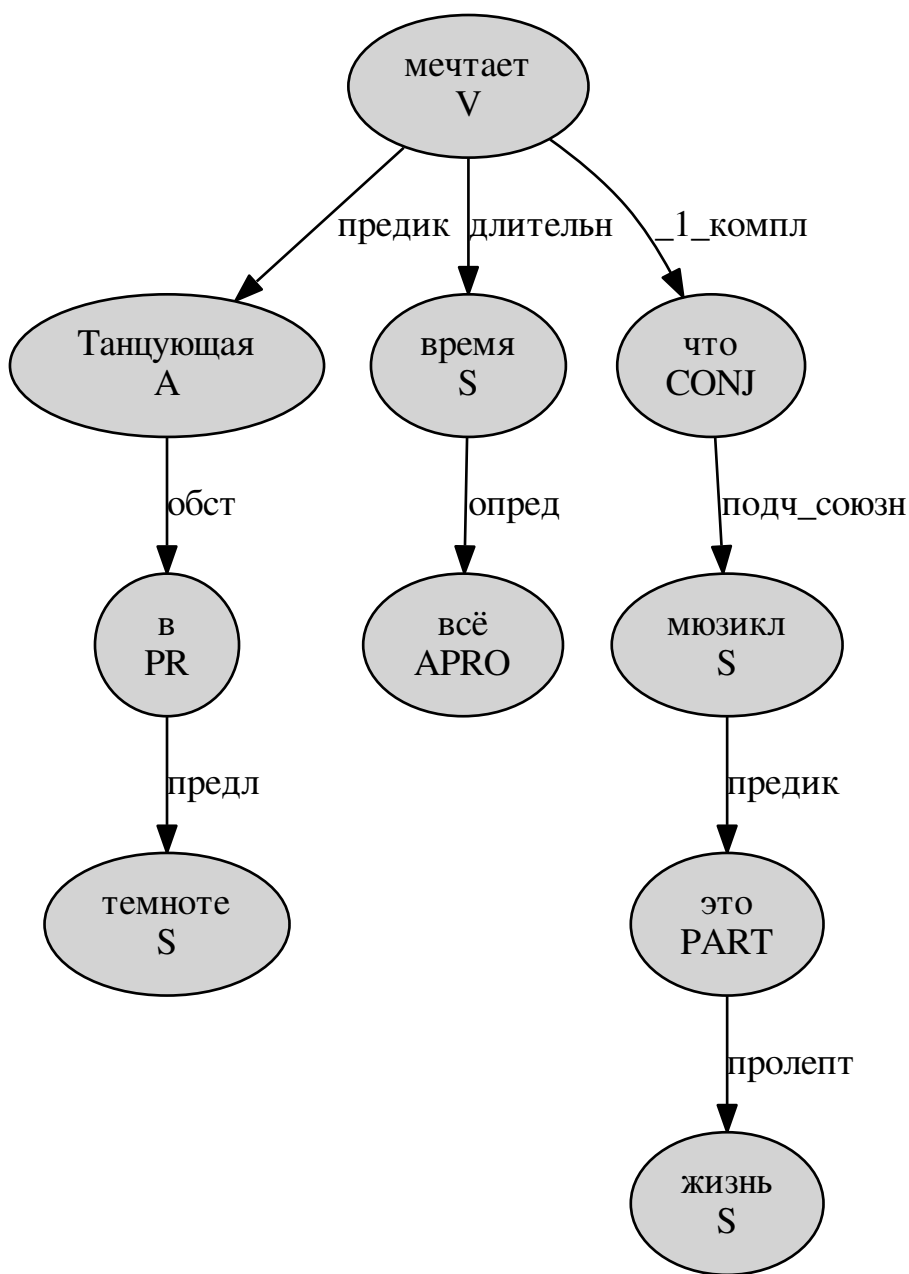 мечтает
V
предик
длительн
_1_компл
Танцующая
A
время
S
что
CONJ
обст
опред
подч_союзн
в
PR
всё
APRO
мюзикл
S
предл
предик
темноте
S
это
PART
пролепт
жизнь
S